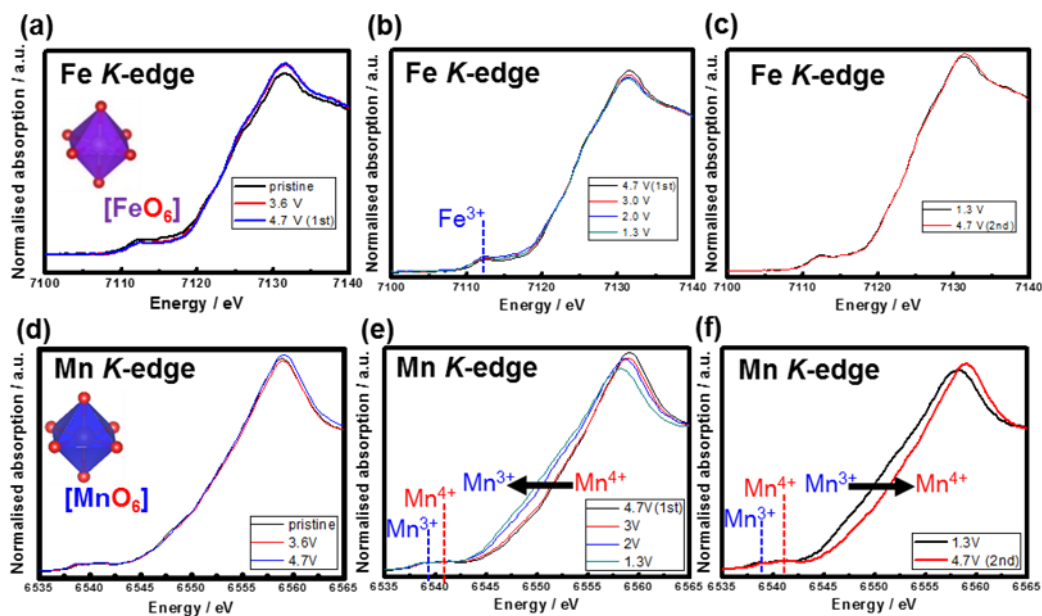 (a)
Fe K-edge
[FeO6]
pristine
3.6 V
4.7 V (1st)
Normalised absorption / a.u.
7100 7110 7120 7130 7140
Energy / eV
(b)
Fe K-edge
Fe3+
4.7 V (1st)
3.0 V
2.0 V
1.3 V
Normalised absorption / a.u.
7100 7110 7120 7130 7140
Energy / eV
(c)
Fe K-edge
1.3 V
4.7 V (2nd)
Normalised absorption / a.u.
7100 7110 7120 7130 7140
Energy / eV
(d)
Mn K-edge
[MnO6]
pristine
3.6V
4.7V
Normalised absorption / a.u.
6535 6540 6545 6550 6555 6560 6565
Energy / eV
(e)
Mn K-edge
Mn3+ Mn4+
Mn4+
Mn3+
4.7V (1st)
3V
2V
1.3V
Normalised absorption / a.u.
6535 6540 6545 6550 6555 6560 6565
Energy / eV
(f)
Mn K-edge
Mn3+ Mn4+
Mn4+
Mn3+
1.3V
4.7V (2nd)
Normalised absorption / a.u.
6535 6540 6545 6550 6555 6560 6565
Energy / eV